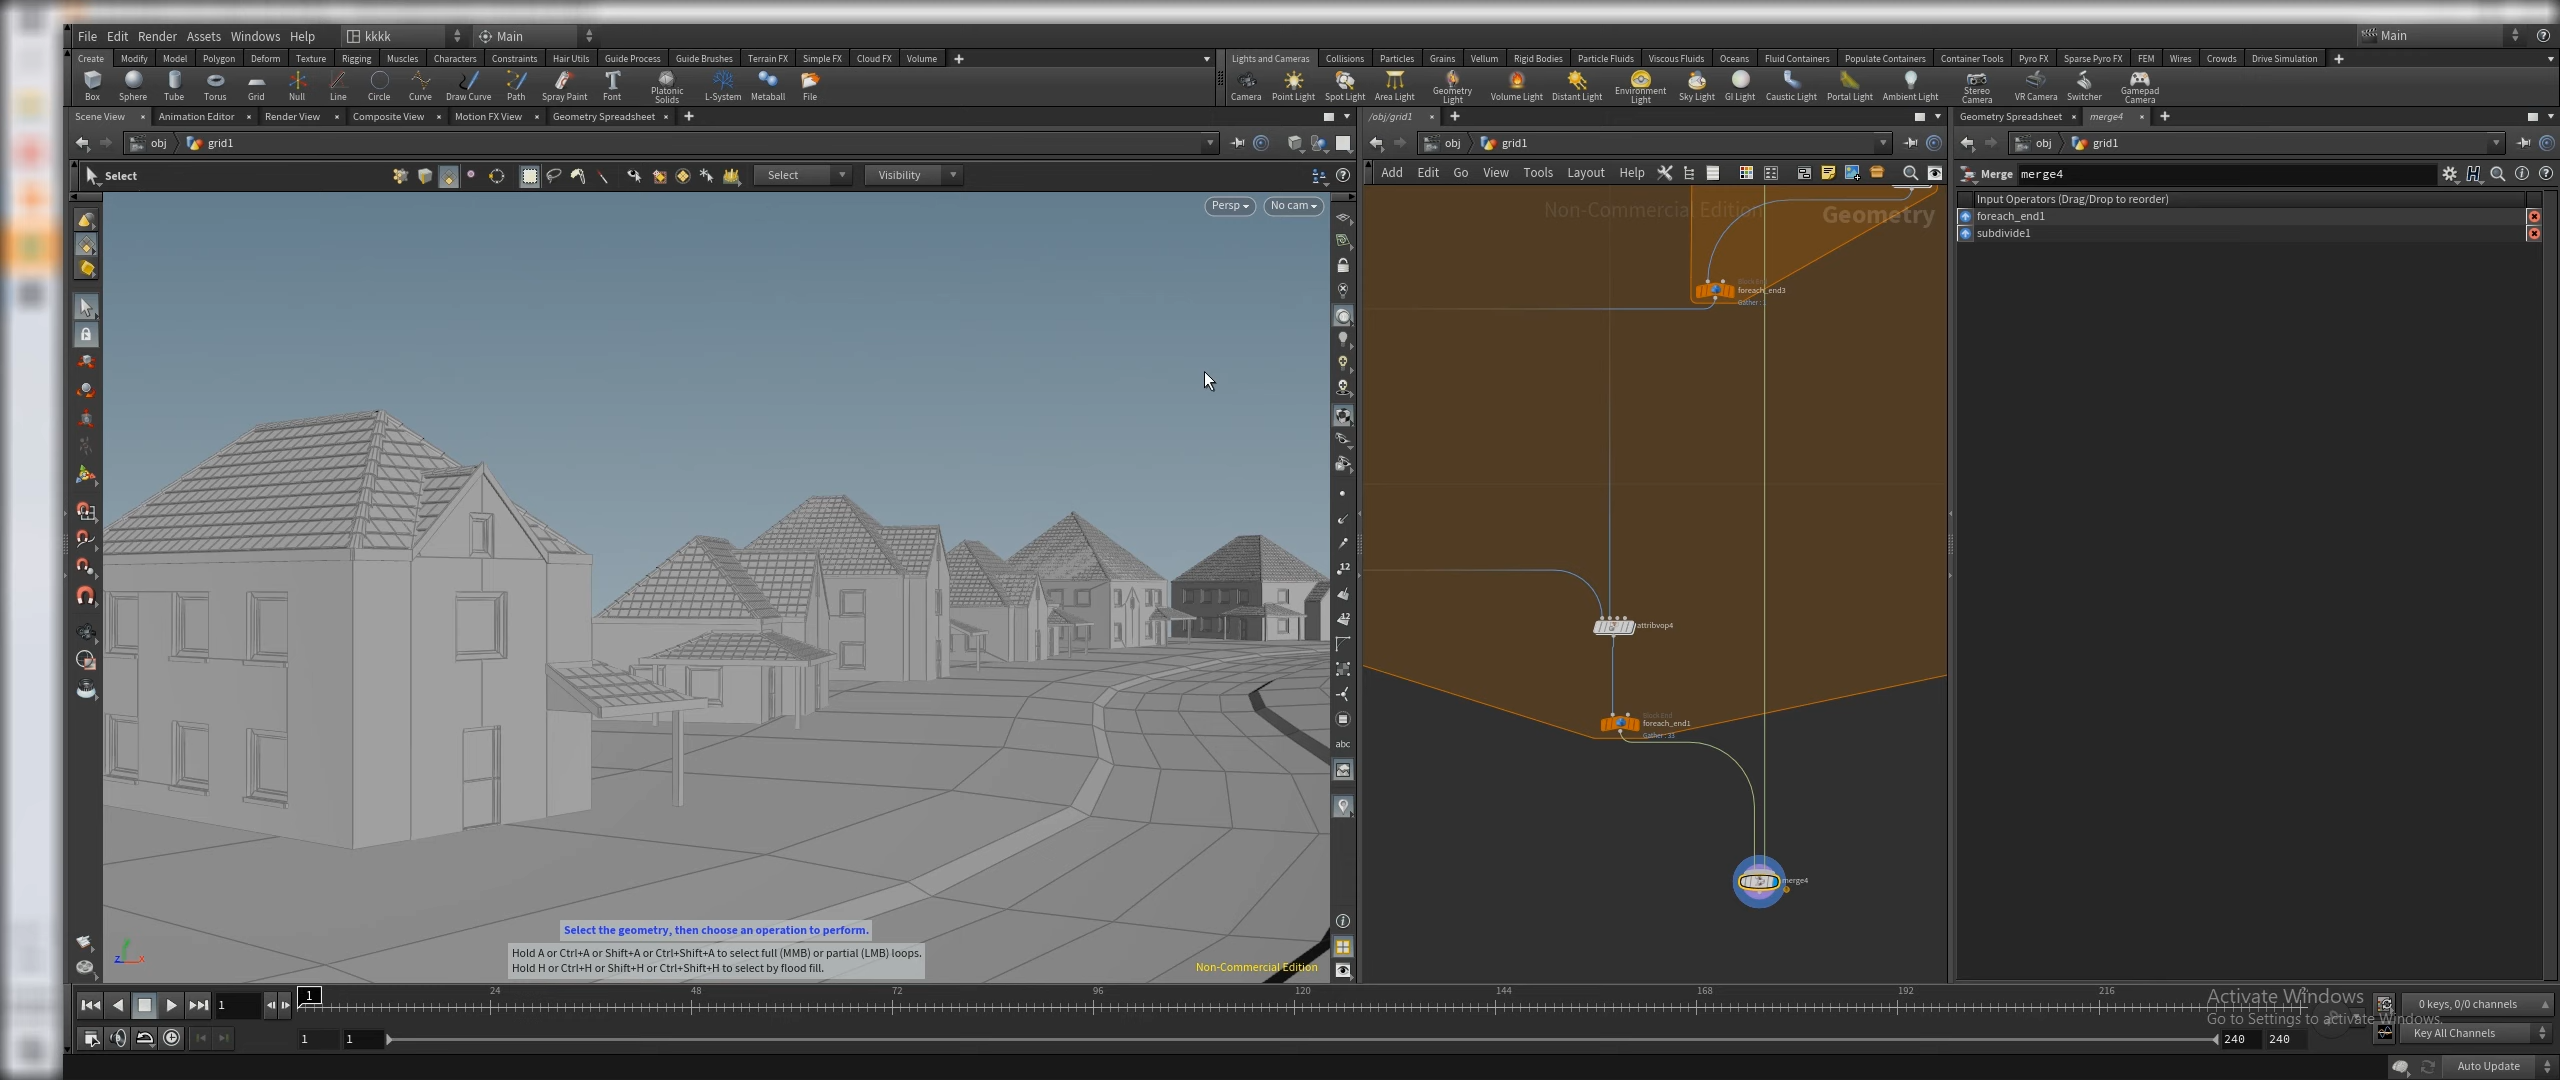 File Edit Render Assets Windows Help kkkk Main Main
Create Modify Model Polygon Deform Texture Rigging Muscles Characters Constraints Hair Utils Guide Process Guide Brushes Terrain FX Simple FX Cloud FX Volume
Lights and Cameras Collisions Particles Grains Vellum Rigid Bodies Particle Fluids Viscous Fluids Oceans Fluid Containers Populate Containers Container Tools Pyro FX Sparse Pyro FX FEM Wires Crowds Drive Simulation
Box Sphere Tube Torus Grid Null Line Circle Curve Draw Curve Path Spray Paint Font Platonic Solids L-System Metaball File
Camera Point Light Spot Light Area Light Geometry Light Volume Light Distant Light Environment Light Sky Light GI Light Caustic Light Portal Light Ambient Light Stereo Camera VR Camera Switcher Gamepad Camera
Scene View Animation Editor Render View Composite View Motion FX View Geometry Spreadsheet
/obj/grid1
Geometry Spreadsheet merge4
obj grid1
obj grid1
obj grid1
Select Select Visibility
Add Edit Go View Tools Layout Help
Merge merge4
Input Operators (Drag/Drop to reorder)
foreach_end1
subdivide1
Persp No cam
Non-Commercial Edition
Geometry
Block End
foreach_end3
Gather :
attribvop4
Block End
foreach_end1
Gather : 33
merge4
12
12
abc
Select the geometry, then choose an operation to perform.
Hold A or Ctrl+A or Shift+A or Ctrl+Shift+A to select full (MMB) or partial (LMB) loops.
Hold H or Ctrl+H or Shift+H or Ctrl+Shift+H to select by flood fill.
Non-Commercial Edition
z x
1 1 24 48 72 96 120 144 168 192 216
Activate Windows
Go to Settings to activate Windows.
0 keys, 0/0 channels
Key All Channels
1 1 240 240
Auto Update